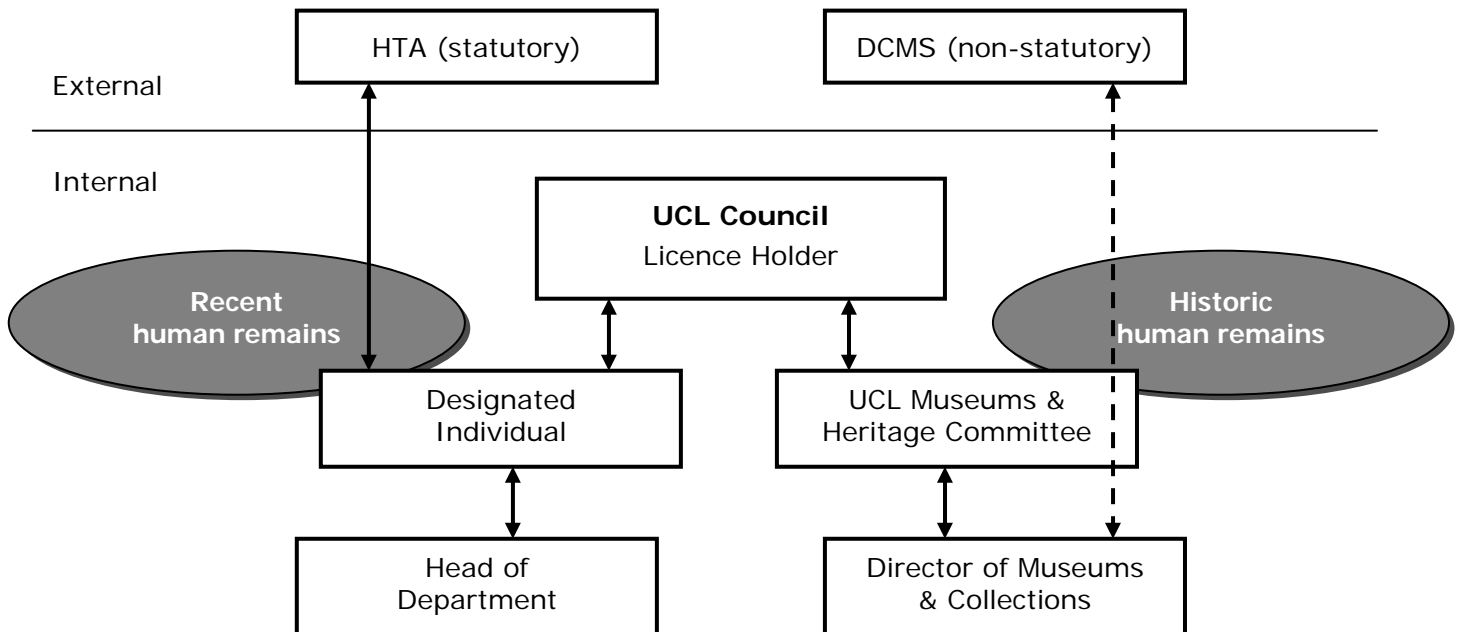 HTA (statutory)
DCMS (non-statutory)
External
Internal
UCL Council
Licence Holder
Recent
human remains
Historic
human remains
Designated
Individual
UCL Museums &
Heritage Committee
Head of
Department
Director of Museums
& Collections